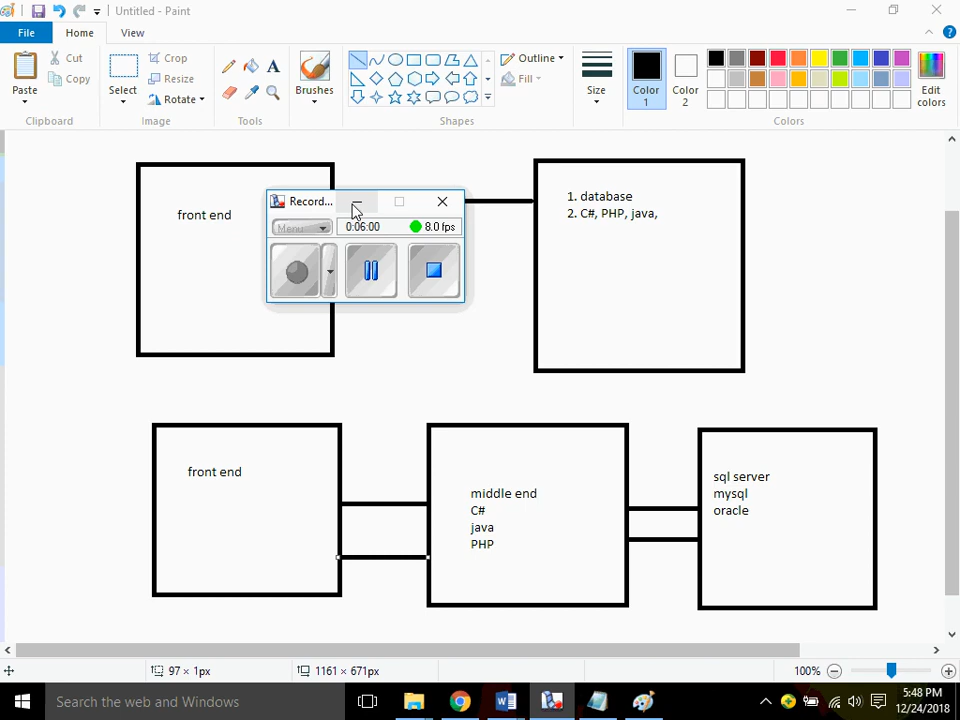 Untitled - Paint
File
Home
View
Paste
Cut
Copy
Clipboard
Select
Crop
Resize
Rotate
Image
Tools
Brushes
Outline
Fill
Shapes
Size
Color 1
Color 2
Edit colors
Colors
front end
Record...
Menu
0:06:00
8.0 fps
1. database
2. C#, PHP, java,
front end
middle end
C#
java
PHP
sql server
mysql
oracle
97 × 1px
1161 × 671px
100%
Search the web and Windows
5:48 PM
12/24/2018